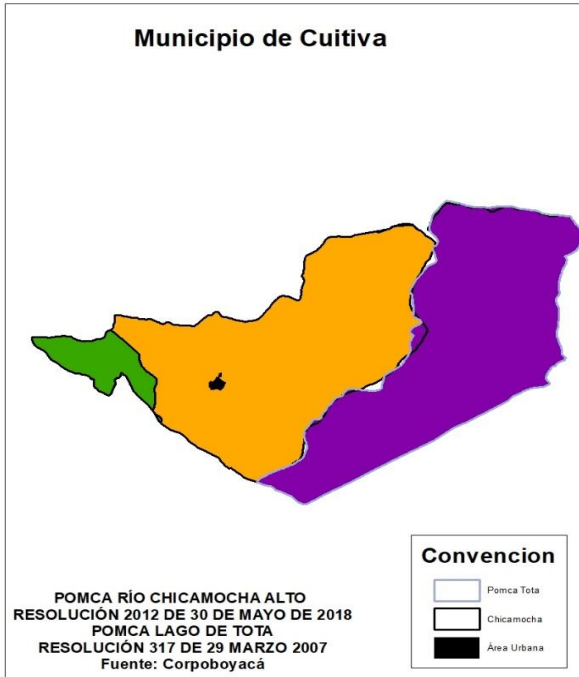 Municipio de Cuitiva
Convencion
Pomca Tota
Chicamocha
Área Urbana
POMCA RÍO CHICAMOCHA ALTO
RESOLUCIÓN 2012 DE 30 DE MAYO DE 2018
POMCA LAGO DE TOTA
RESOLUCIÓN 317 DE 29 MARZO 2007
Fuente: Corpoboyacá